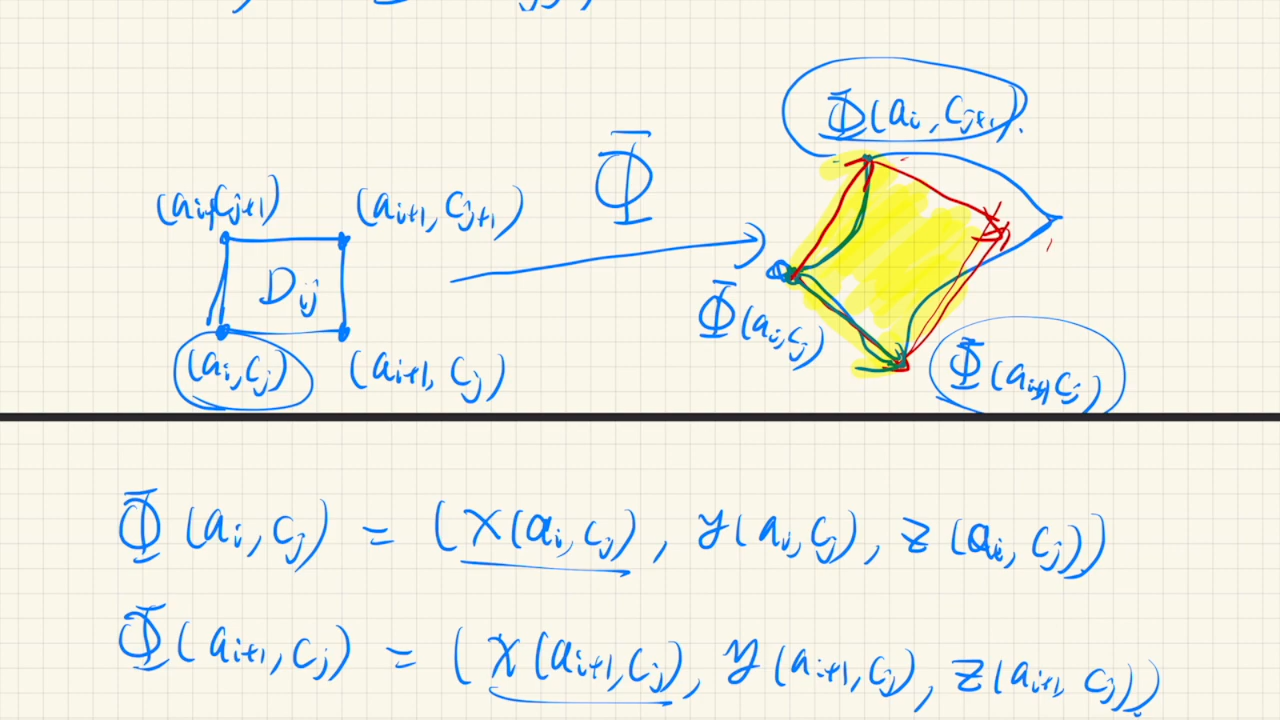 Φ(a_i, c_{j+1}).
Φ
(a_i, c_{j+1}) (a_{i+1}, c_{j+1})
D_{ij}
Φ(a_i, c_j)
(a_i, c_j) (a_{i+1}, c_j) Φ(a_{i+1}, c_j)
Φ(a_i, c_j) = (x(a_i, c_j), y(a_i, c_j), z(a_i, c_j))
Φ(a_{i+1}, c_j) = (x(a_{i+1}, c_j), y(a_{i+1}, c_j), z(a_{i+1}, c_j))